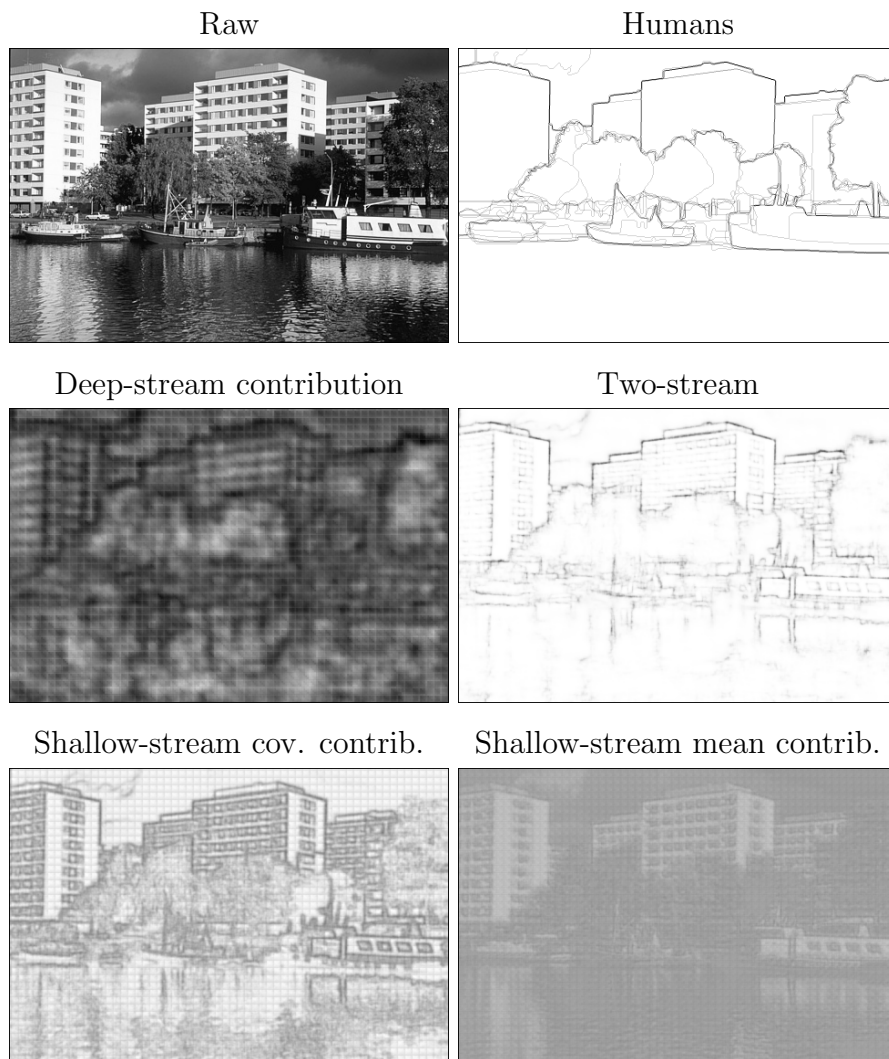 Raw
Humans
Deep-stream contribution
Two-stream
Shallow-stream cov. contrib.
Shallow-stream mean contrib.